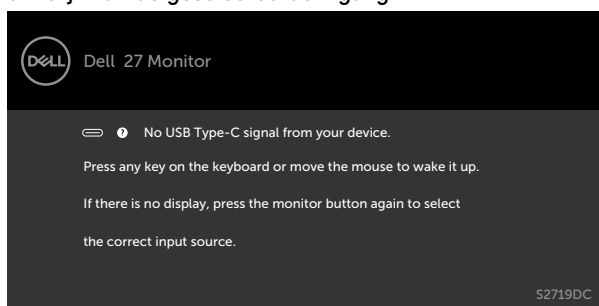 DELL Dell 27 Monitor
? No USB Type-C signal from your device.
Press any key on the keyboard or move the mouse to wake it up.
If there is no display, press the monitor button again to select
the correct input source.
S2719DC